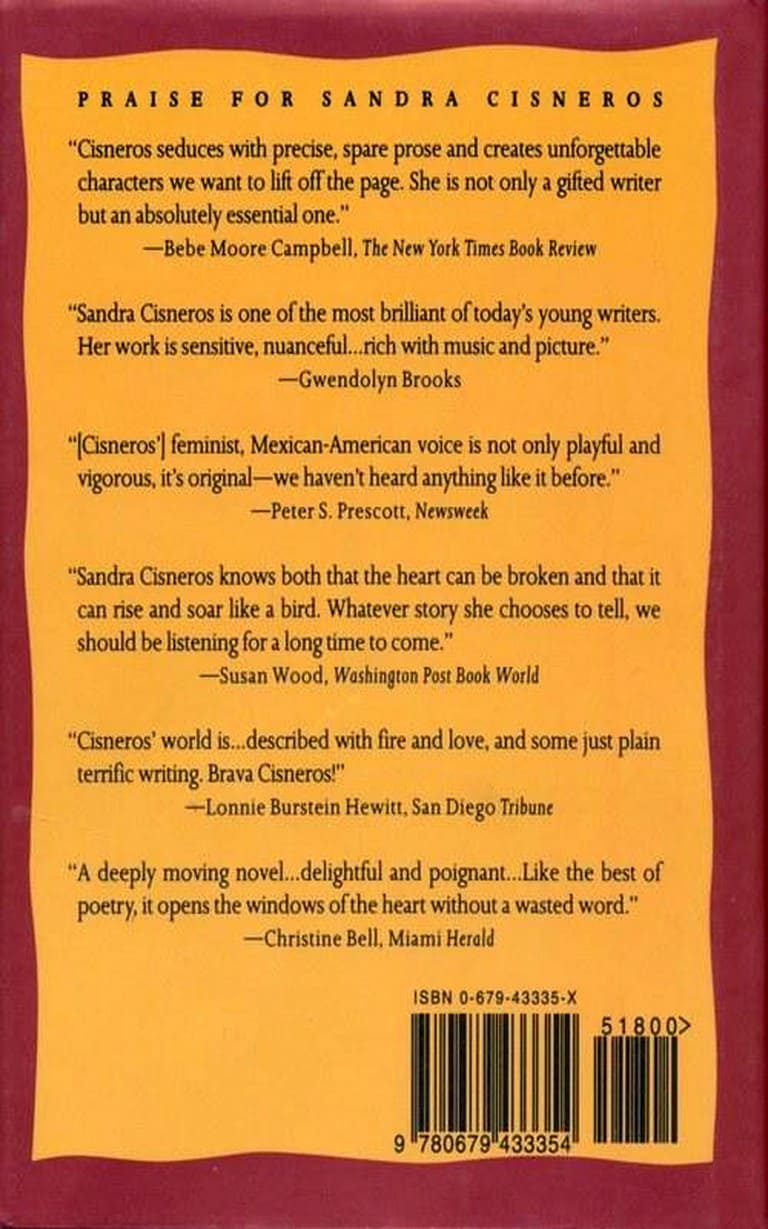 PRAISE FOR SANDRA CISNEROS
“Cisneros seduces with precise, spare prose and creates unforgettable
characters we want to lift off the page. She is not only a gifted writer
but an absolutely essential one.”
—Bebe Moore Campbell, The New York Times Book Review
“Sandra Cisneros is one of the most brilliant of today’s young writers.
Her work is sensitive, nuanceful...rich with music and picture.”
—Gwendolyn Brooks
“[Cisneros’] feminist, Mexican-American voice is not only playful and
vigorous, it’s original—we haven’t heard anything like it before.”
—Peter S. Prescott, Newsweek
“Sandra Cisneros knows both that the heart can be broken and that it
can rise and soar like a bird. Whatever story she chooses to tell, we
should be listening for a long time to come.”
—Susan Wood, Washington Post Book World
“Cisneros’ world is...described with fire and love, and some just plain
terrific writing. Brava Cisneros!”
—Lonnie Burstein Hewitt, San Diego Tribune
“A deeply moving novel...delightful and poignant...Like the best of
poetry, it opens the windows of the heart without a wasted word.”
—Christine Bell, Miami Herald
ISBN 0-679-43335-X
51800>
9 780679 433354